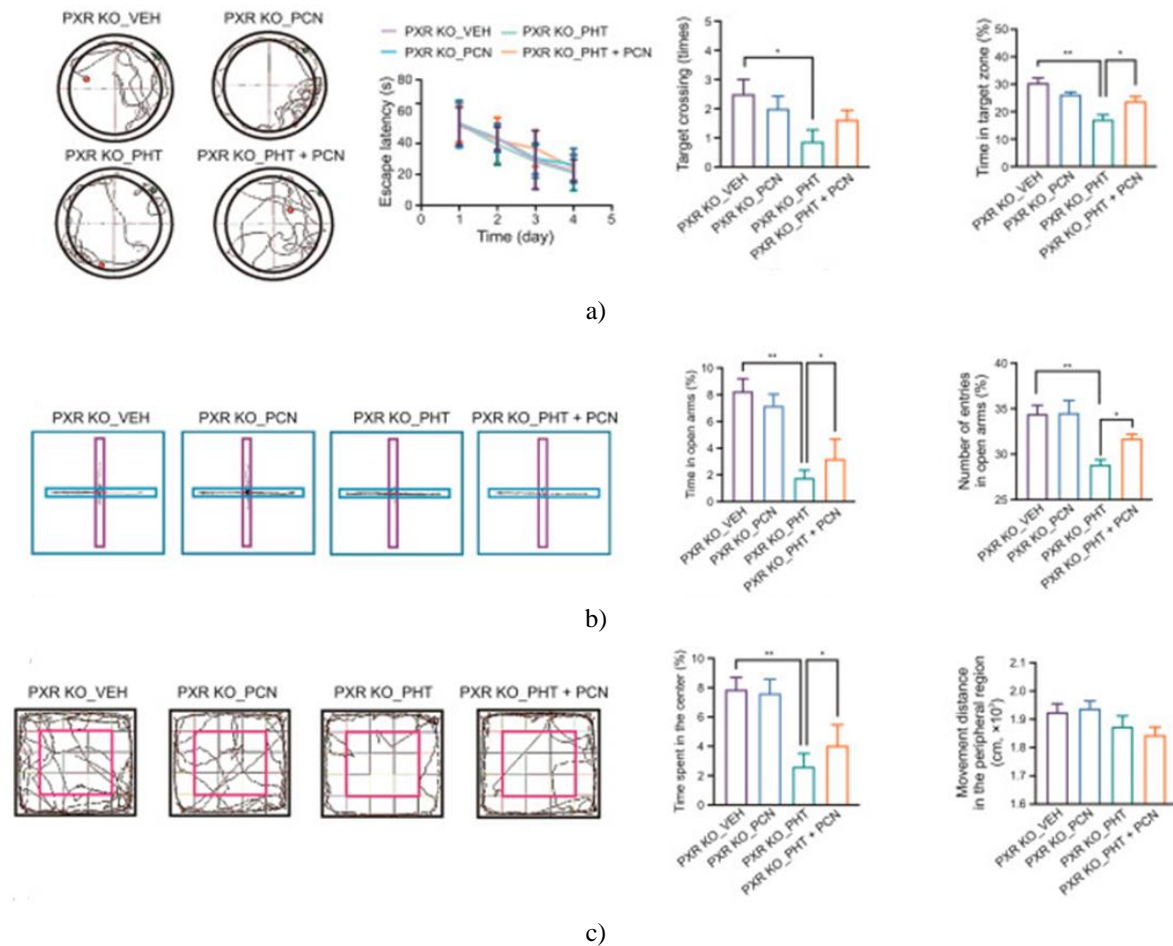 PXR KO_VEH
PXR KO_PCN
PXR KO_PHT
PXR KO_PHT + PCN
PXR KO_VEH
PXR KO_PHT
PXR KO_PCN
PXR KO_PHT + PCN
Escape latency (s)
80
60
40
20
0
0 1 2 3 4 5
Time (day)
Target crossing (times)
4
3
2
1
0
*
PXR KO_VEH
PXR KO_PCN
PXR KO_PHT
PXR KO_PHT + PCN
Time in target zone (%)
50
40
30
20
10
0
**
*
PXR KO_VEH
PXR KO_PCN
PXR KO_PHT
PXR KO_PHT + PCN
a)
PXR KO_VEH
PXR KO_PCN
PXR KO_PHT
PXR KO_PHT + PCN
Time in open arms (%)
10
8
6
4
2
0
**
*
PXR KO_VEH
PXR KO_PCN
PXR KO_PHT
PXR KO_PHT + PCN
Number of entries
in open arms (%)
40
35
30
25
**
*
PXR KO_VEH
PXR KO_PCN
PXR KO_PHT
PXR KO_PHT + PCN
b)
PXR KO_VEH
PXR KO_PCN
PXR KO_PHT
PXR KO_PHT + PCN
Time spent in the center (%)
10
8
6
4
2
0
**
*
PXR KO_VEH
PXR KO_PCN
PXR KO_PHT
PXR KO_PHT + PCN
Movement distance
in the peripheral region
(cm, ×10³)
2.1
2.0
1.9
1.8
1.7
1.6
PXR KO_VEH
PXR KO_PCN
PXR KO_PHT
PXR KO_PHT + PCN
c)